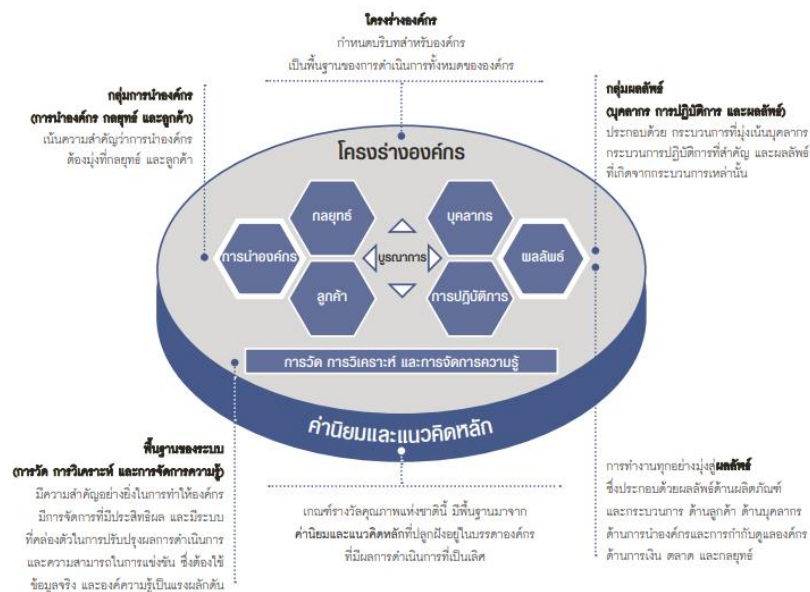 โครงร่างองค์กร
กำหนดบริบทสำหรับองค์กร
เป็นพื้นฐานของการดำเนินการทั้งหมดขององค์กร
กลุ่มการนำองค์กร
(การนำองค์กร กลยุทธ์ และลูกค้า)
เน้นความสำคัญว่าการนำองค์กร
ต้องมุ่งที่กลยุทธ์ และลูกค้า
กลุ่มผลลัพธ์
(บุคลากร การปฏิบัติการ และผลลัพธ์)
ประกอบด้วย กระบวนการที่มุ่งเน้นบุคลากร
กระบวนการปฏิบัติการที่สำคัญ และผลลัพธ์
ที่เกิดจากกระบวนการเหล่านั้น
โครงร่างองค์กร
กลยุทธ์
บุคลากร
การนำองค์กร
บูรณาการ
ผลลัพธ์
ลูกค้า
การปฏิบัติการ
การวัด การวิเคราะห์ และการจัดการความรู้
ค่านิยมและแนวคิดหลัก
พื้นฐานของระบบ
(การวัด การวิเคราะห์ และการจัดการความรู้)
มีความสำคัญอย่างยิ่งในการทำให้องค์กร
มีการจัดการที่มีประสิทธิผล และมีระบบ
ที่คล่องตัวในการปรับปรุงผลการดำเนินการ
และความสามารถในการแข่งขัน ซึ่งต้องใช้
ข้อมูลจริง และองค์ความรู้เป็นแรงผลักดัน
เกณฑ์รางวัลคุณภาพแห่งชาตินี้ มีพื้นฐานมาจาก
ค่านิยมและแนวคิดหลักที่ปลูกฝังอยู่ในบรรดาองค์กร
ที่มีผลการดำเนินการที่เป็นเลิศ
การทำงานทุกอย่างมุ่งสู่ผลลัพธ์
ซึ่งประกอบด้วยผลลัพธ์ด้านผลิตภัณฑ์
และกระบวนการ ด้านลูกค้า ด้านบุคลากร
ด้านการนำองค์กรและการกำกับดูแลองค์กร
ด้านการเงิน ตลาด และกลยุทธ์